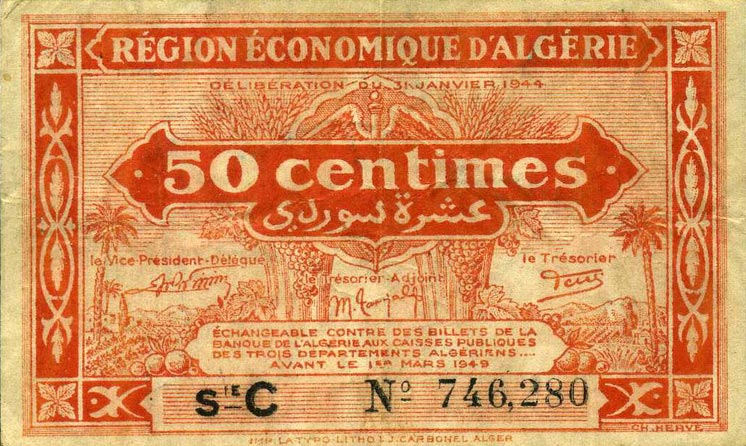 RÉGION ÉCONOMIQUE D'ALGÉRIE
DÉLIBÉRATION DU 31 JANVIER 1944
50 centimes
عشرة سوردي
le Vice-Président-Délégué
le Trésorier-Adjoint
le Trésorier
ÉCHANGEABLE CONTRE DES BILLETS DE LA
BANQUE DE L'ALGÉRIE AUX CAISSES PUBLIQUES
DES TROIS DÉPARTEMENTS ALGÉRIENS....
AVANT LE 1ER MARS 1949
SIE C Nº 746,280
CH. HERVÉ
IMP. LA TYPO-LITHO & J. CARBONEL ALGER